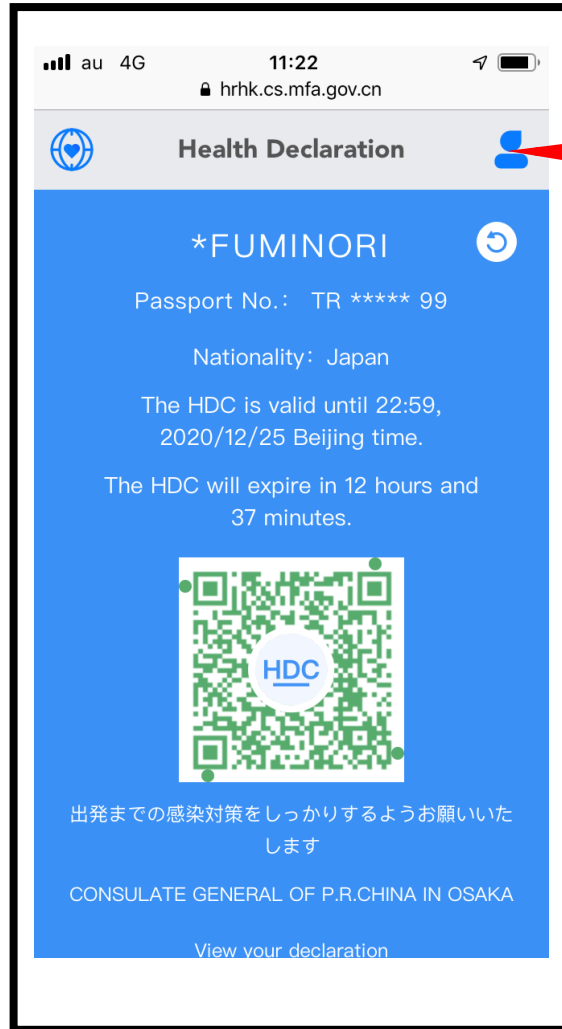 au 4G 11:22
hrhk.cs.mfa.gov.cn
Health Declaration
*FUMINORI
Passport No.： TR ***** 99
Nationality：Japan
The HDC is valid until 22:59,
2020/12/25 Beijing time.
The HDC will expire in 12 hours and
37 minutes.
HDC
出発までの感染対策をしっかりするようお願いいた
します
CONSULATE GENERAL OF P.R.CHINA IN OSAKA
View your declaration